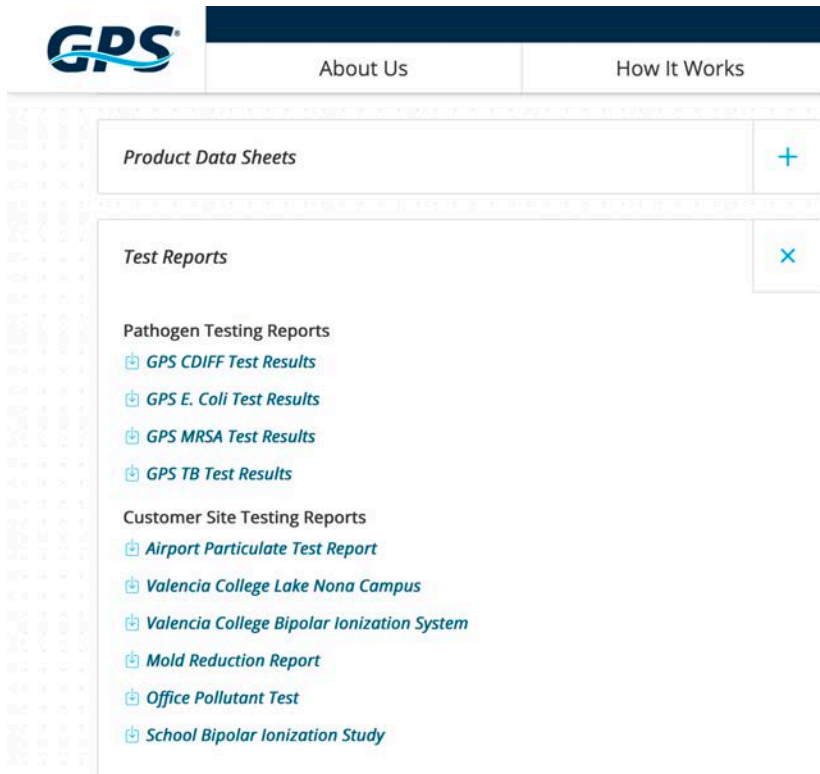 GPS®
About Us
How It Works
Product Data Sheets
Test Reports
Pathogen Testing Reports
GPS CDIFF Test Results
GPS E. Coli Test Results
GPS MRSA Test Results
GPS TB Test Results
Customer Site Testing Reports
Airport Particulate Test Report
Valencia College Lake Nona Campus
Valencia College Bipolar Ionization System
Mold Reduction Report
Office Pollutant Test
School Bipolar Ionization Study